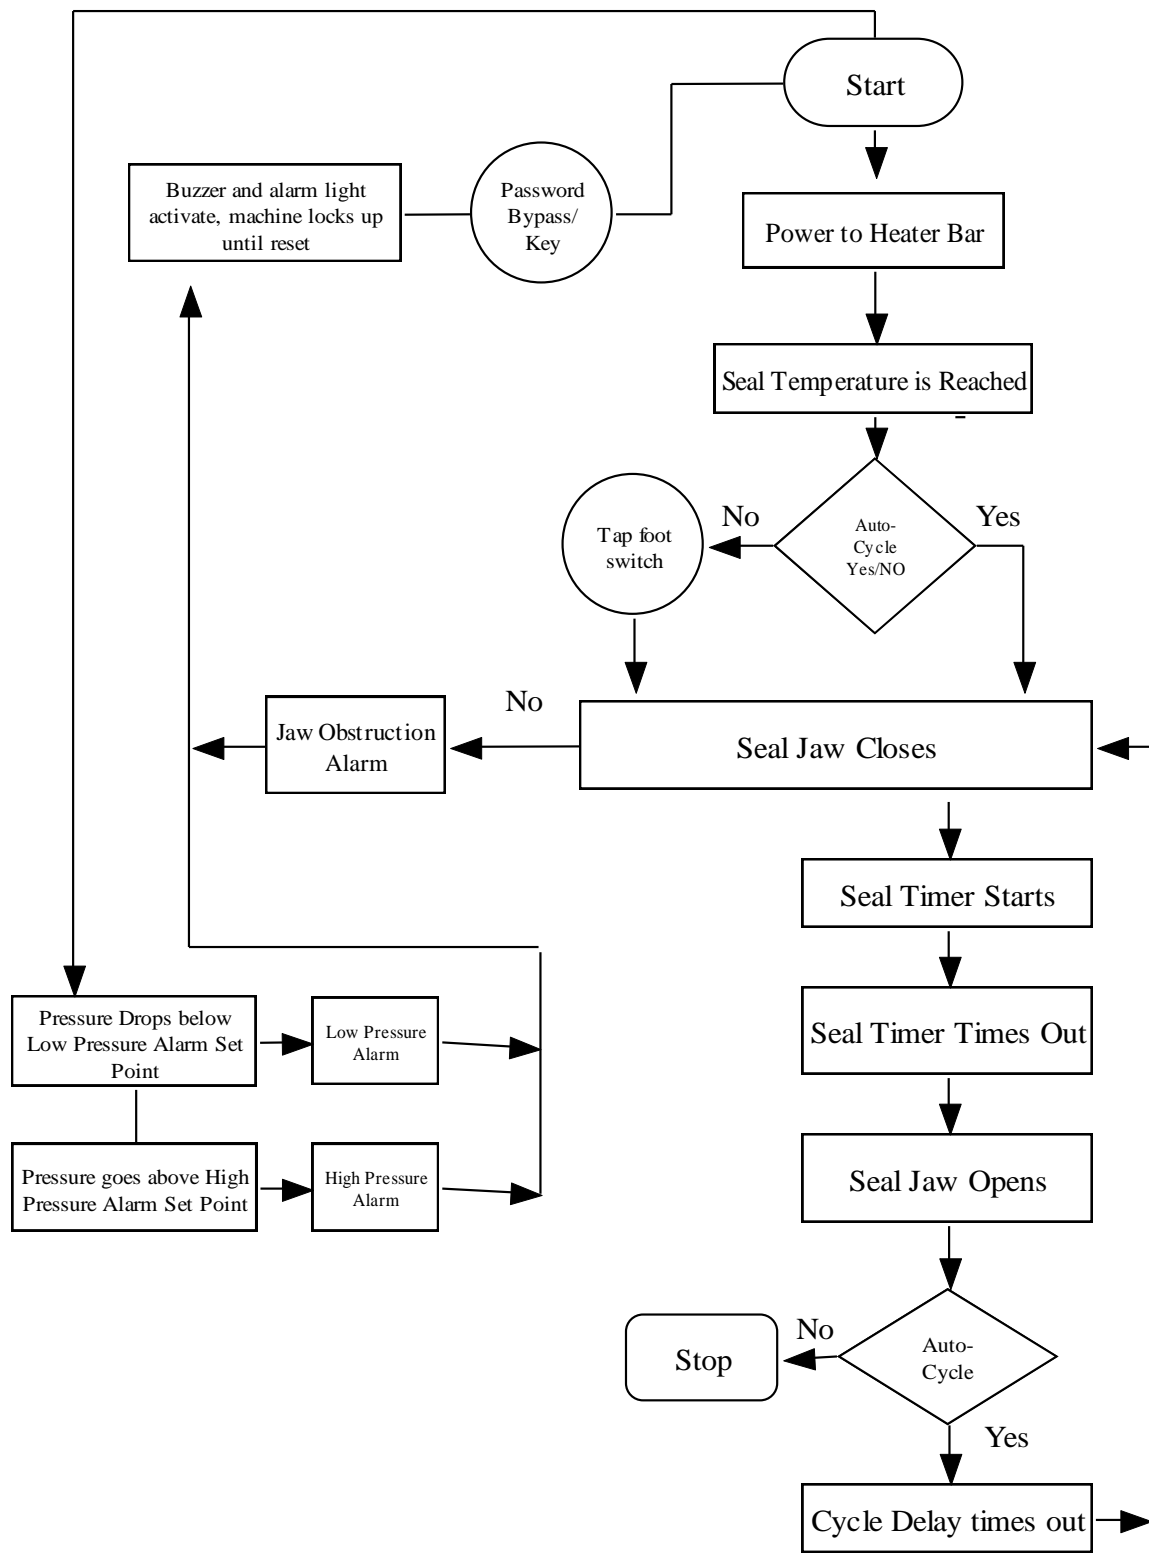 Start
Buzzer and alarm light
activate, machine locks up
until reset
Password
Bypass/
Key
Power to Heater Bar
Seal Temperature is Reached
No
Yes
Tap foot
switch
Auto-
Cycle
Yes/NO
No
Jaw Obstruction
Alarm
Seal Jaw Closes
Seal Timer Starts
Pressure Drops below
Low Pressure Alarm Set
Point
Low Pressure
Alarm
Seal Timer Times Out
Pressure goes above High
Pressure Alarm Set Point
High Pressure
Alarm
Seal Jaw Opens
Stop
No
Auto-
Cycle
Yes
Cycle Delay times out